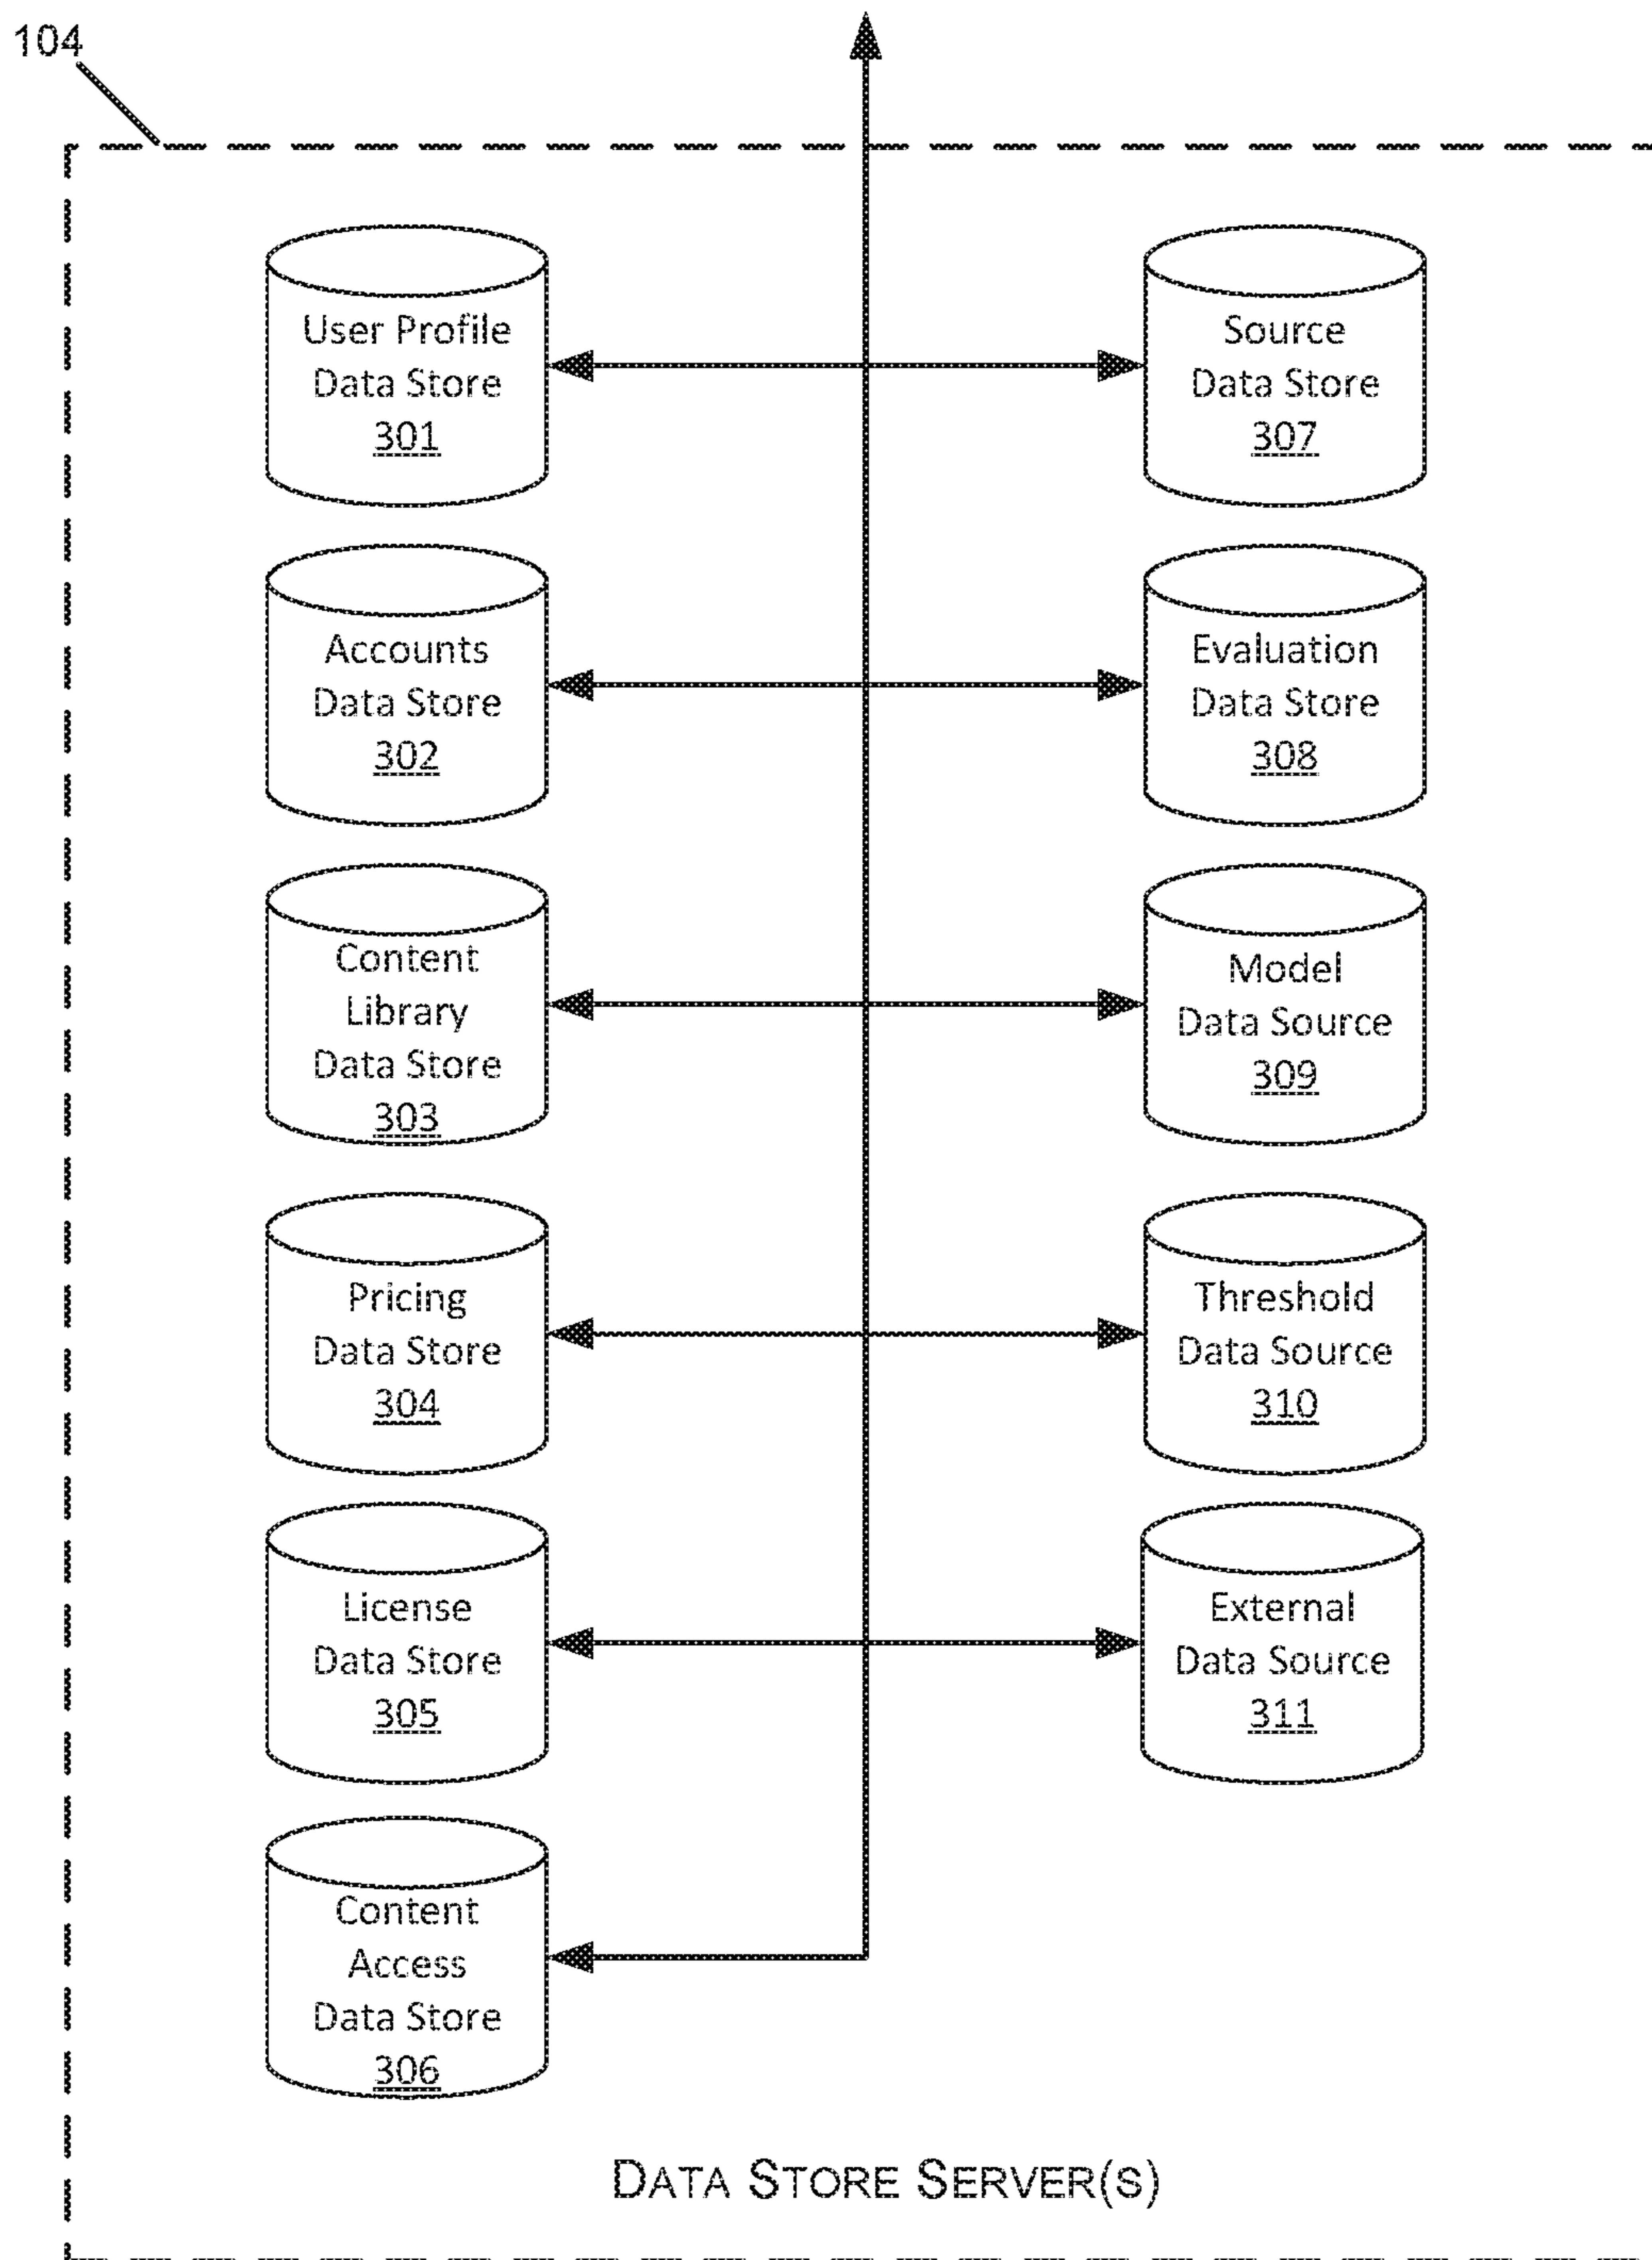 104
User Profile
Data Store
301
Source
Data Store
307
Accounts
Data Store
302
Evaluation
Data Store
308
Content
Library
Data Store
303
Model
Data Source
309
Pricing
Data Store
304
Threshold
Data Source
310
License
Data Store
305
External
Data Source
311
Content
Access
Data Store
306
DATA STORE SERVER(S)